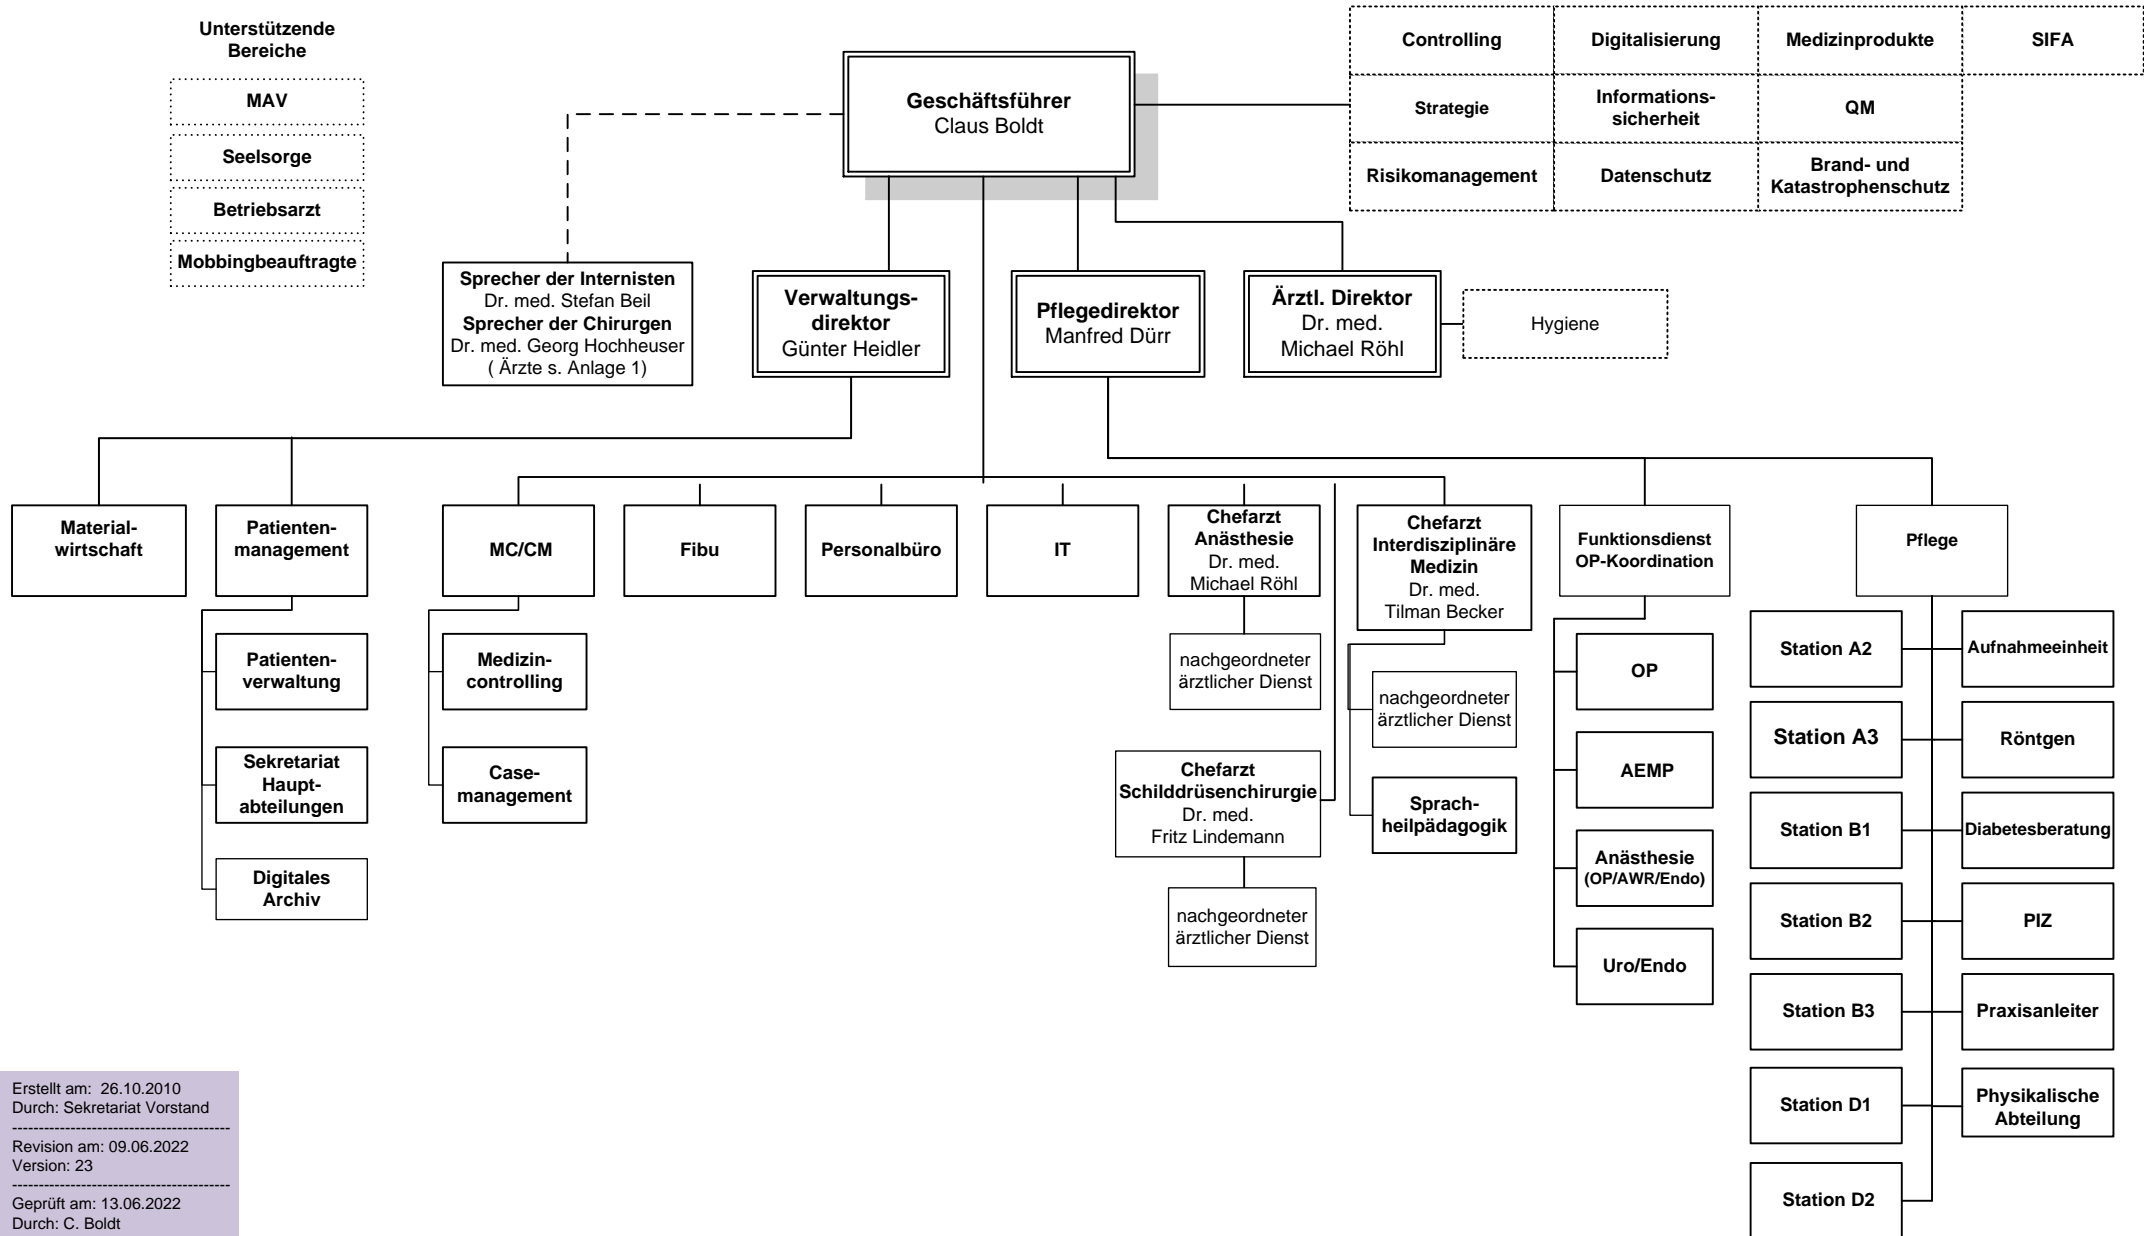 Unterstützende
Bereiche
MAV
Seelsorge
Betriebsarzt
Mobbingbeauftragte
Geschäftsführer
Claus Boldt
Controlling
Digitalisierung
Medizinprodukte
SIFA
Strategie
Informations-
sicherheit
QM
Risikomanagement
Datenschutz
Brand- und
Katastrophenschutz
Sprecher der Internisten
Dr. med. Stefan Beil
Sprecher der Chirurgen
Dr. med. Georg Hochheuser
( Ärzte s. Anlage 1)
Verwaltungs-
direktor
Günter Heidler
Pflegedirektor
Manfred Dürr
Ärztl. Direktor
Dr. med.
Michael Röhl
Hygiene
Material-
wirtschaft
Patienten-
management
MC/CM
Fibu
Personalbüro
IT
Chefarzt
Anästhesie
Dr. med.
Michael Röhl
Chefarzt
Interdisziplinäre
Medizin
Dr. med.
Tilman Becker
Funktionsdienst
OP-Koordination
Pflege
Patienten-
verwaltung
Sekretariat
Haupt-
abteilungen
Digitales
Archiv
Medizin-
controlling
Case-
management
nachgeordneter
ärztlicher Dienst
Chefarzt
Schilddrüsenchirurgie
Dr. med.
Fritz Lindemann
nachgeordneter
ärztlicher Dienst
nachgeordneter
ärztlicher Dienst
Sprach-
heilpädagogik
OP
AEMP
Anästhesie
(OP/AWR/Endo)
Uro/Endo
Station A2
Aufnahmeeinheit
Station A3
Röntgen
Station B1
Diabetesberatung
Station B2
PIZ
Station B3
Praxisanleiter
Station D1
Physikalische
Abteilung
Station D2
Erstellt am: 26.10.2010
Durch: Sekretariat Vorstand
Revision am: 09.06.2022
Version: 23
Geprüft am: 13.06.2022
Durch: C. Boldt